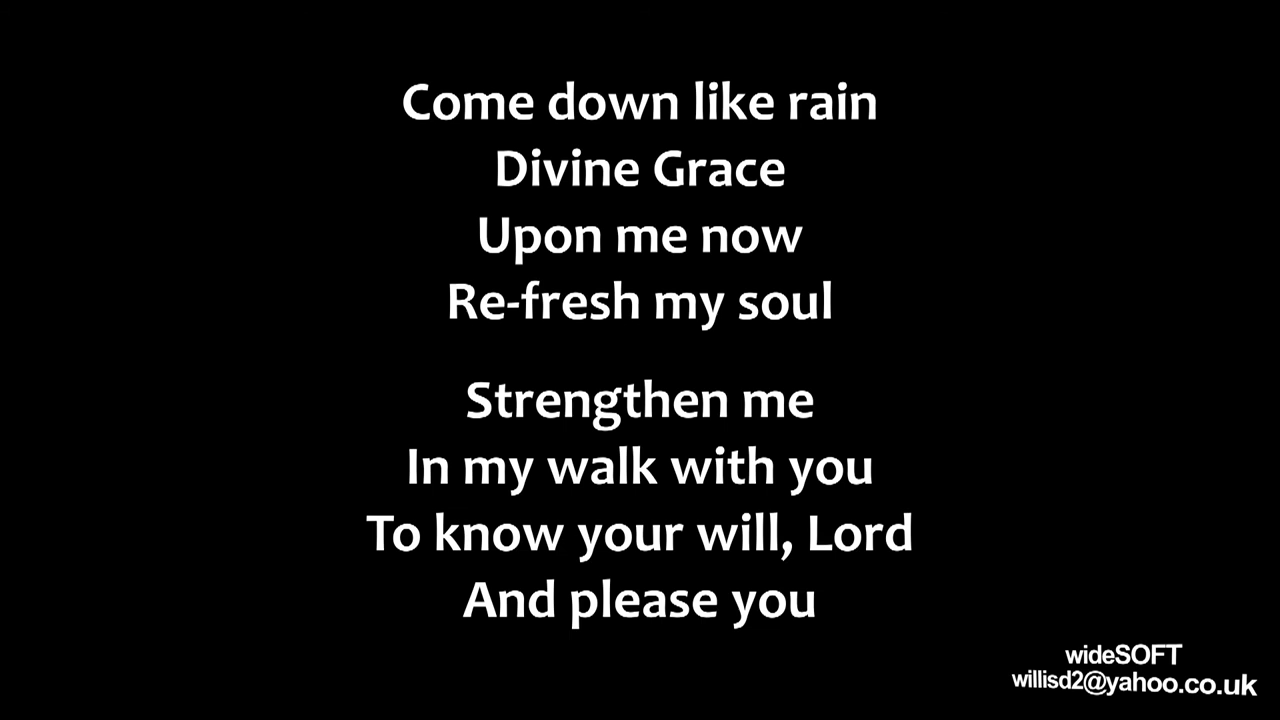 Come down like rain
Divine Grace
Upon me now
Re-fresh my soul
Strengthen me
In my walk with you
To know your will, Lord
And please you
wideSOFT
willisd2@yahoo.co.uk